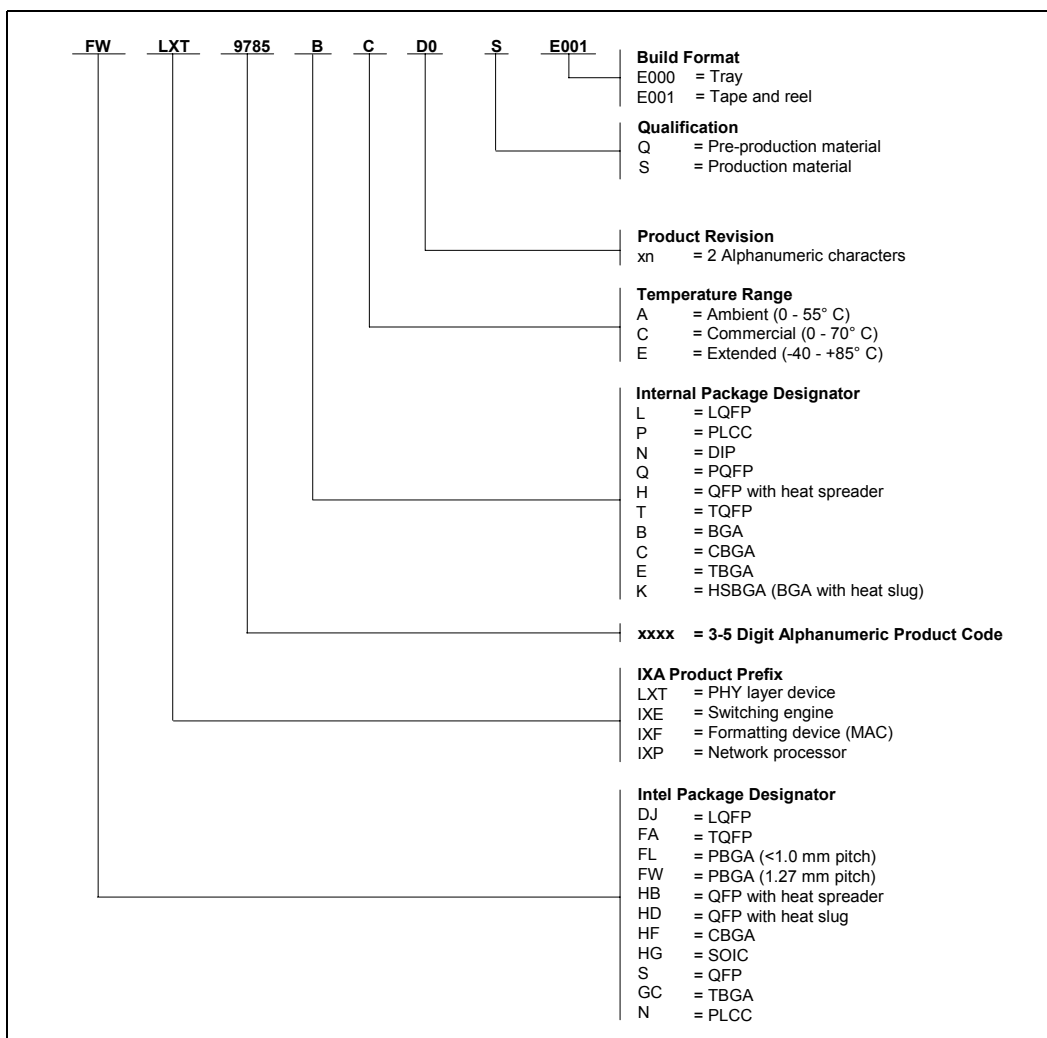 FW LXT 9785 B C D0 S E001
Build Format
E000 = Tray
E001 = Tape and reel
Qualification
Q = Pre-production material
S = Production material
Product Revision
xn = 2 Alphanumeric characters
Temperature Range
A = Ambient (0 - 55° C)
C = Commercial (0 - 70° C)
E = Extended (-40 - +85° C)
Internal Package Designator
L = LQFP
P = PLCC
N = DIP
Q = PQFP
H = QFP with heat spreader
T = TQFP
B = BGA
C = CBGA
E = TBGA
K = HSBGA (BGA with heat slug)
xxxx = 3-5 Digit Alphanumeric Product Code
IXA Product Prefix
LXT = PHY layer device
IXE = Switching engine
IXF = Formatting device (MAC)
IXP = Network processor
Intel Package Designator
DJ = LQFP
FA = TQFP
FL = PBGA (<1.0 mm pitch)
FW = PBGA (1.27 mm pitch)
HB = QFP with heat spreader
HD = QFP with heat slug
HF = CBGA
HG = SOIC
S = QFP
GC = TBGA
N = PLCC